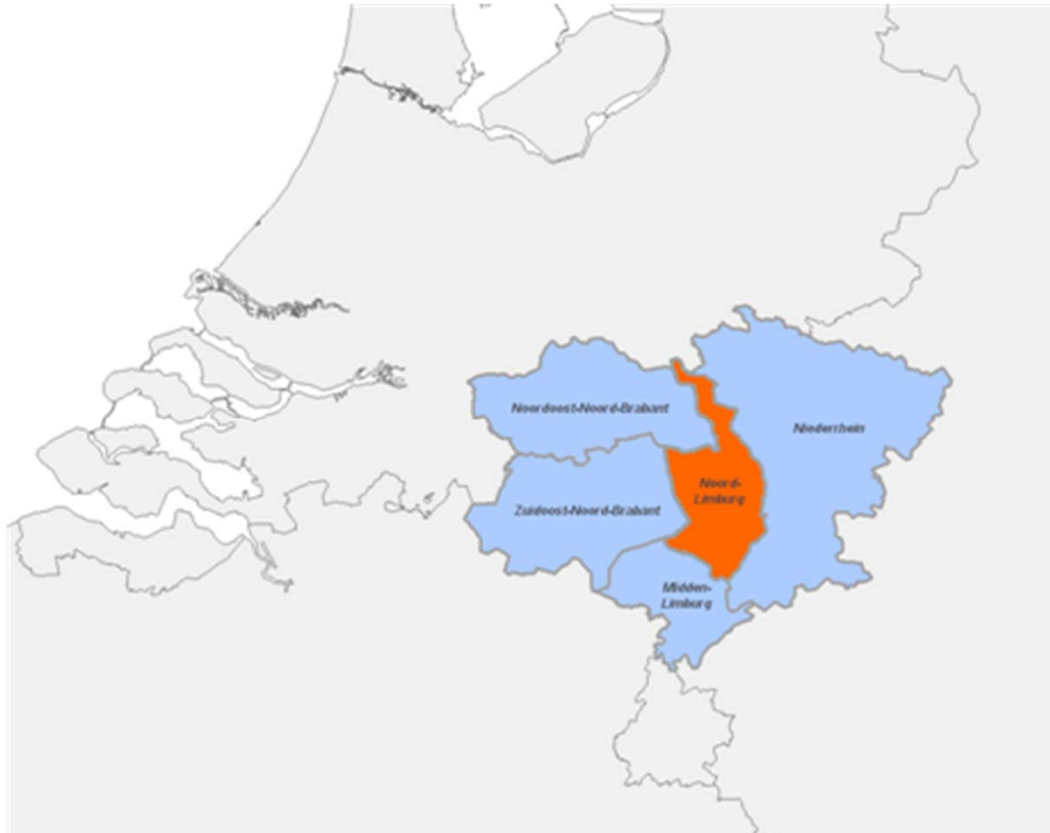 Noordoost-Noord-Brabant
Niederrhein
Noord-
Limburg
Zuidoost-Noord-Brabant
Midden-
Limburg